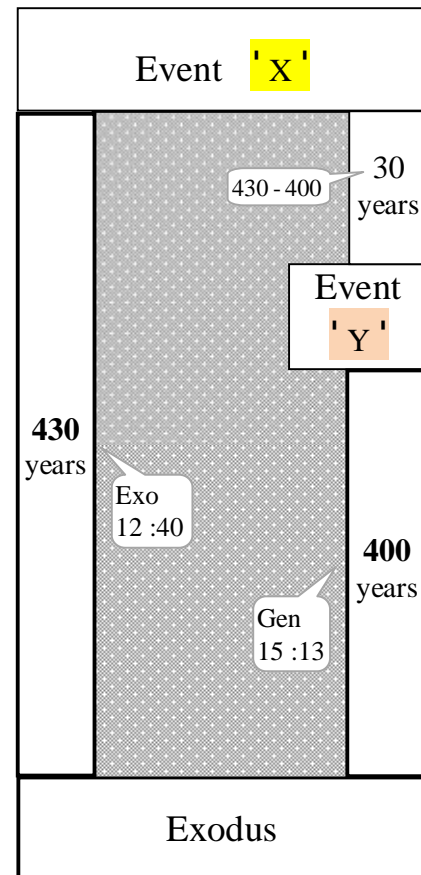 Event ' X '
430 - 400
30
years
Event
' Y '
430
years
Exo
12 :40
400
years
Gen
15 :13
Exodus